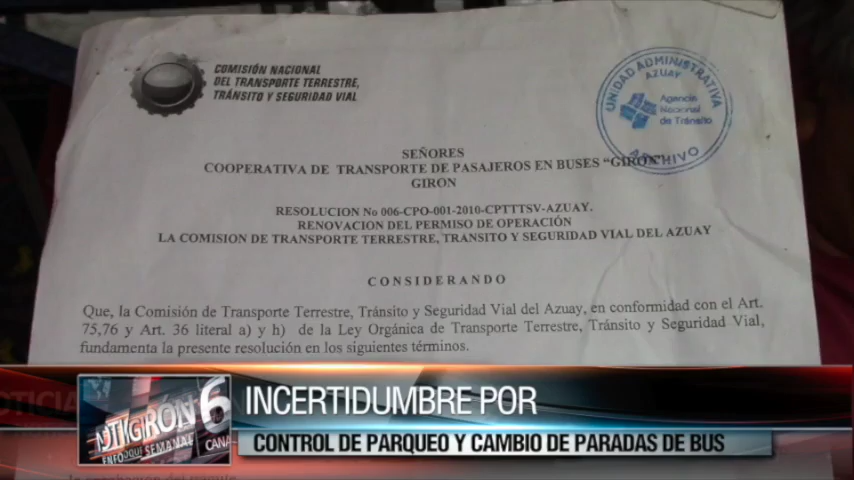 COMISIÓN NACIONAL
DEL TRANSPORTE TERRESTRE,
TRÁNSITO Y SEGURIDAD VIAL
UNIDAD ADMINISTRATIVA
AZUAY
Agencia
Nacional
de Tránsito
ARCHIVO
SEÑORES
COOPERATIVA DE TRANSPORTE DE PASAJEROS EN BUSES “GIRON”
GIRON
RESOLUCION No 006-CPO-001-2010-CPTTTSV-AZUAY.
RENOVACION DEL PERMISO DE OPERACIÓN
LA COMISION DE TRANSPORTE TERRESTRE, TRÁNSITO Y SEGURIDAD VIAL DEL AZUAY
CONSIDERANDO
Que, la Comisión de Transporte Terrestre, Tránsito y Seguridad Vial del Azuay, en conformidad con el Art.
75,76 y Art. 36 literal a) y h) de la Ley Orgánica de Transporte Terrestre, Tránsito y Seguridad Vial,
fundamenta la presente resolución en los siguientes términos.
NOTIGIRON 6
ENFOQUE SEMANAL CANA
INCERTIDUMBRE POR
CONTROL DE PARQUEO Y CAMBIO DE PARADAS DE BUS